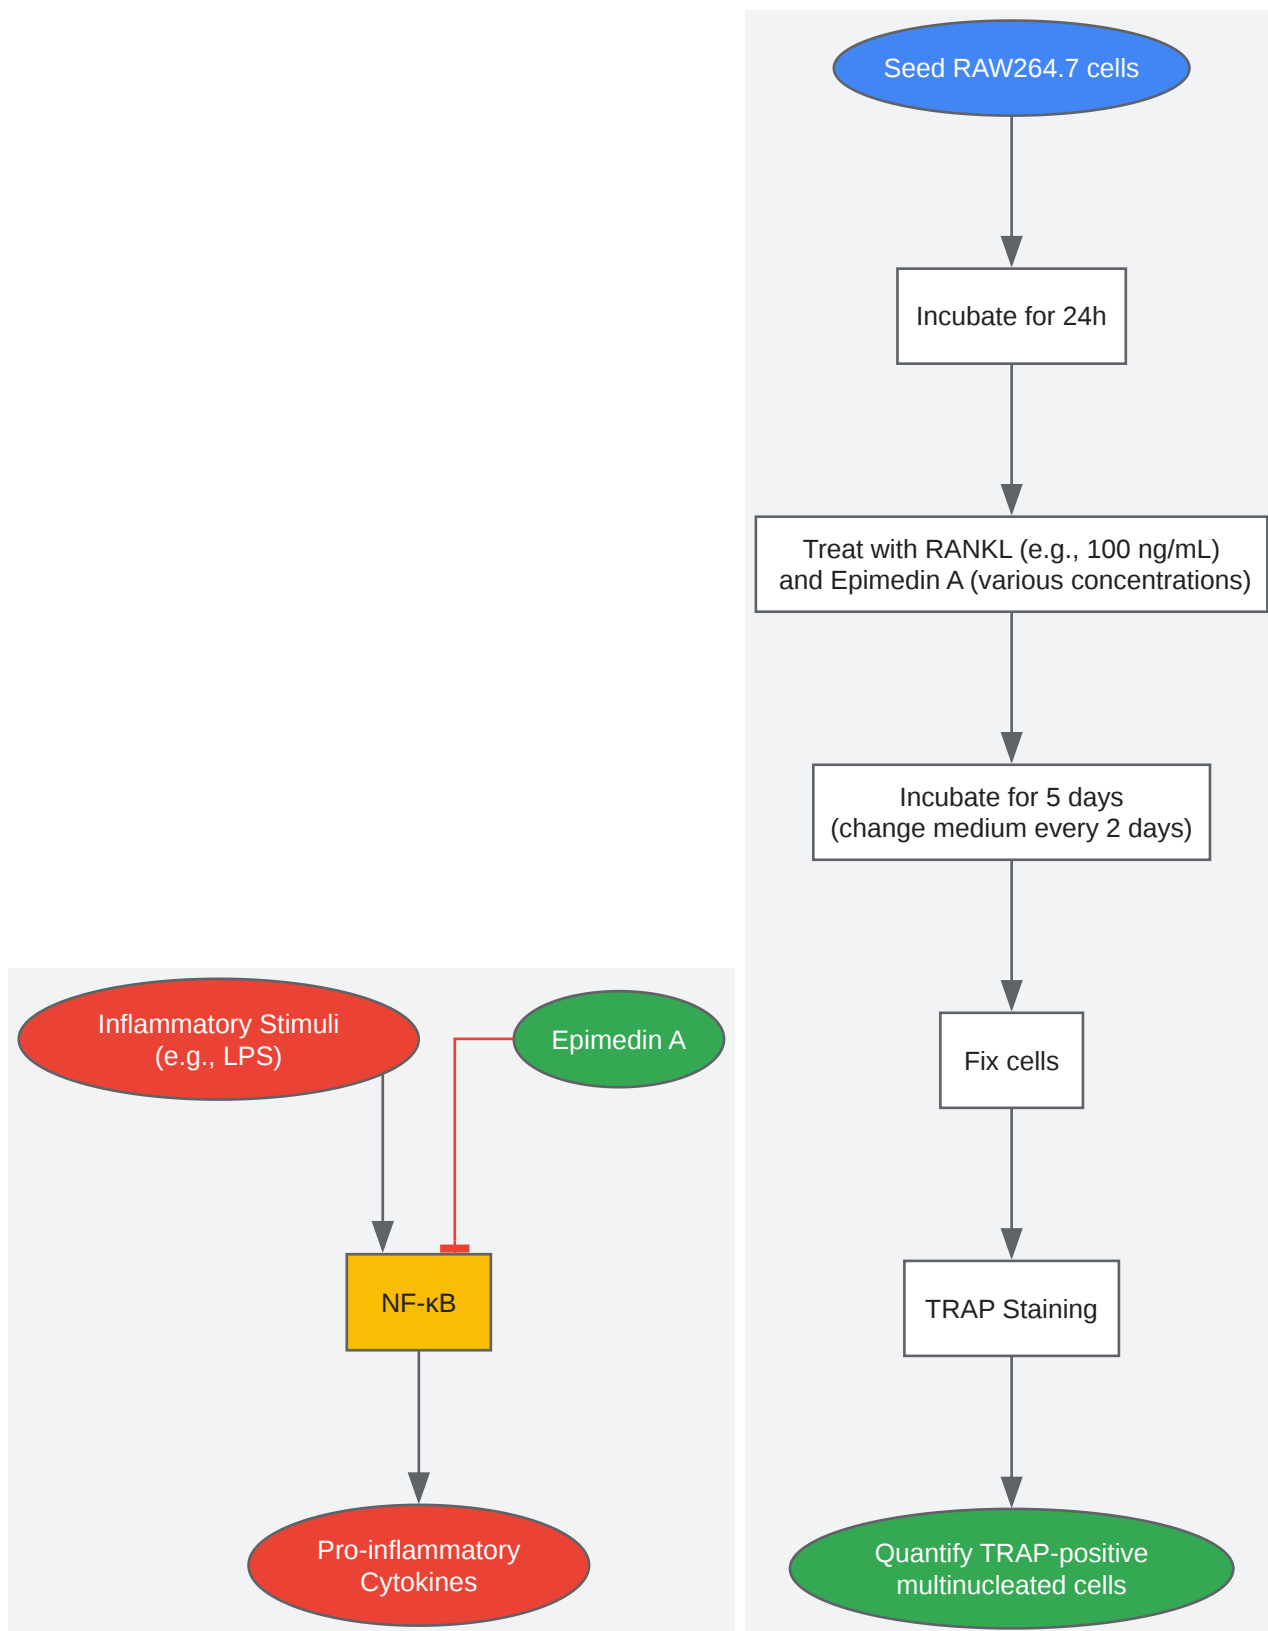 Seed RAW264.7 cells
Incubate for 24h
Treat with RANKL (e.g., 100 ng/mL)
and Epimedin A (various concentrations)
Incubate for 5 days
(change medium every 2 days)
Fix cells
TRAP Staining
Quantify TRAP-positive
multinucleated cells
Inflammatory Stimuli
(e.g., LPS)
Epimedin A
NF-κB
Pro-inflammatory
Cytokines